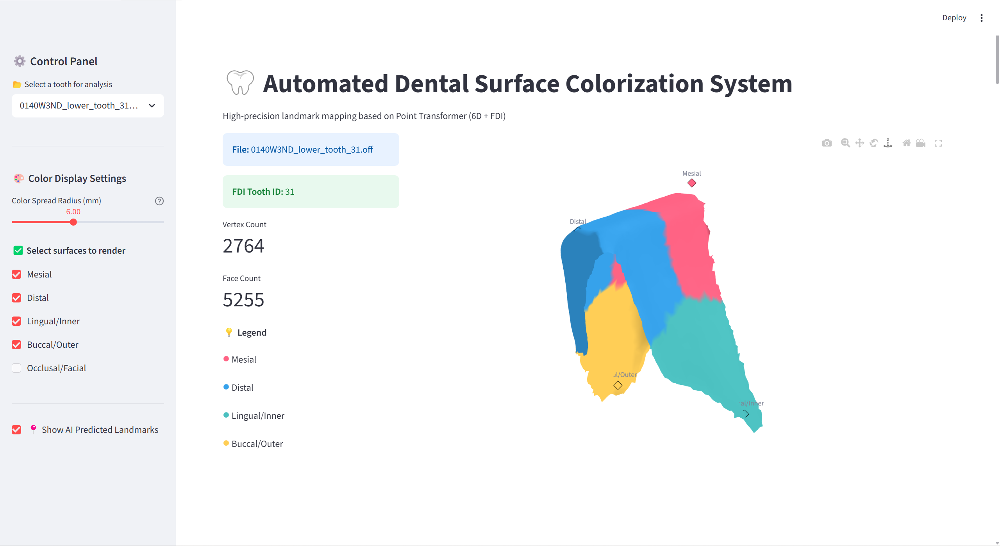 Deploy
Control Panel
Select a tooth for analysis
0140W3ND_lower_tooth_31...
Color Display Settings
Color Spread Radius (mm)
6.00
Select surfaces to render
Mesial
Distal
Lingual/Inner
Buccal/Outer
Occlusal/Facial
Show AI Predicted Landmarks
Automated Dental Surface Colorization System
High-precision landmark mapping based on Point Transformer (6D + FDI)
File: 0140W3ND_lower_tooth_31.off
FDI Tooth ID: 31
Vertex Count
2764
Face Count
5255
Legend
Mesial
Distal
Lingual/Inner
Buccal/Outer
Z
Mesial
Distal
al/Outer
al/Inner